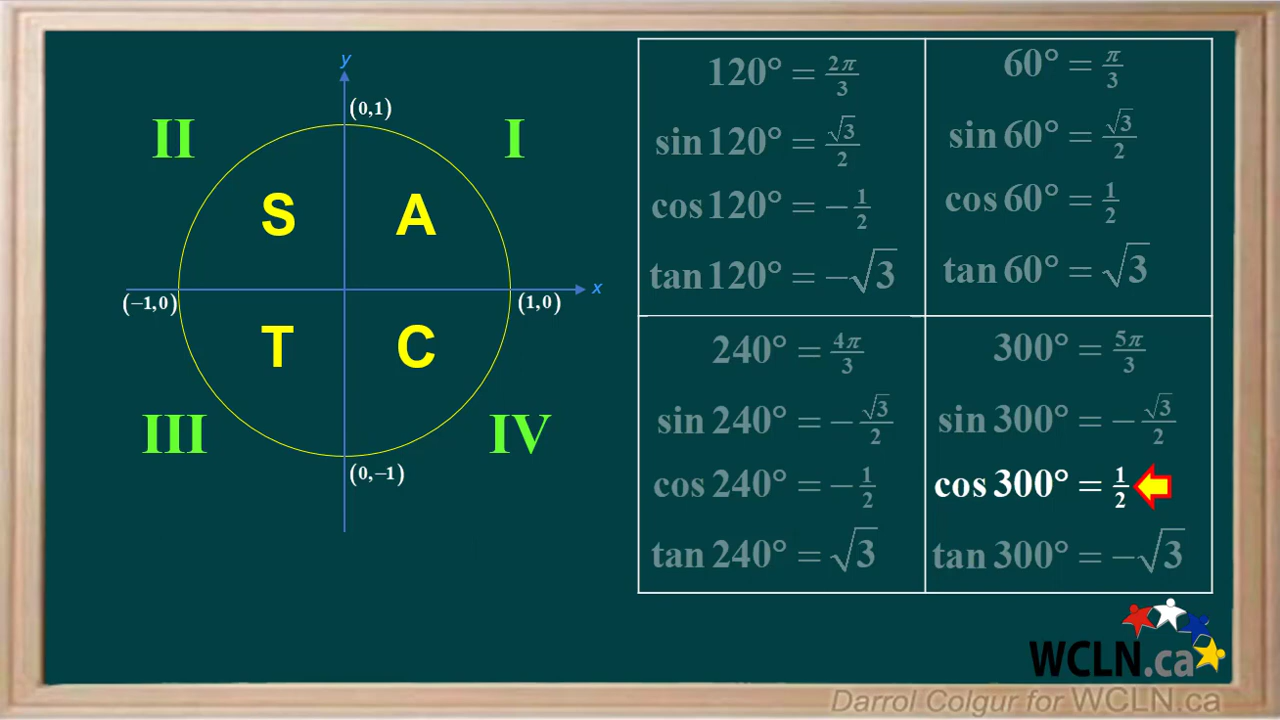 y
(0,1)
II
I
S
A
(−1,0)
(1,0)
x
T
C
III
IV
(0,−1)
120° = 2π/3
sin 120° = √3/2
cos 120° = −1/2
tan 120° = −√3
60° = π/3
sin 60° = √3/2
cos 60° = 1/2
tan 60° = √3
240° = 4π/3
sin 240° = −√3/2
cos 240° = −1/2
tan 240° = √3
300° = 5π/3
sin 300° = −√3/2
cos 300° = 1/2
tan 300° = −√3
WCLN.ca
Darrol Colgur for WCLN.ca